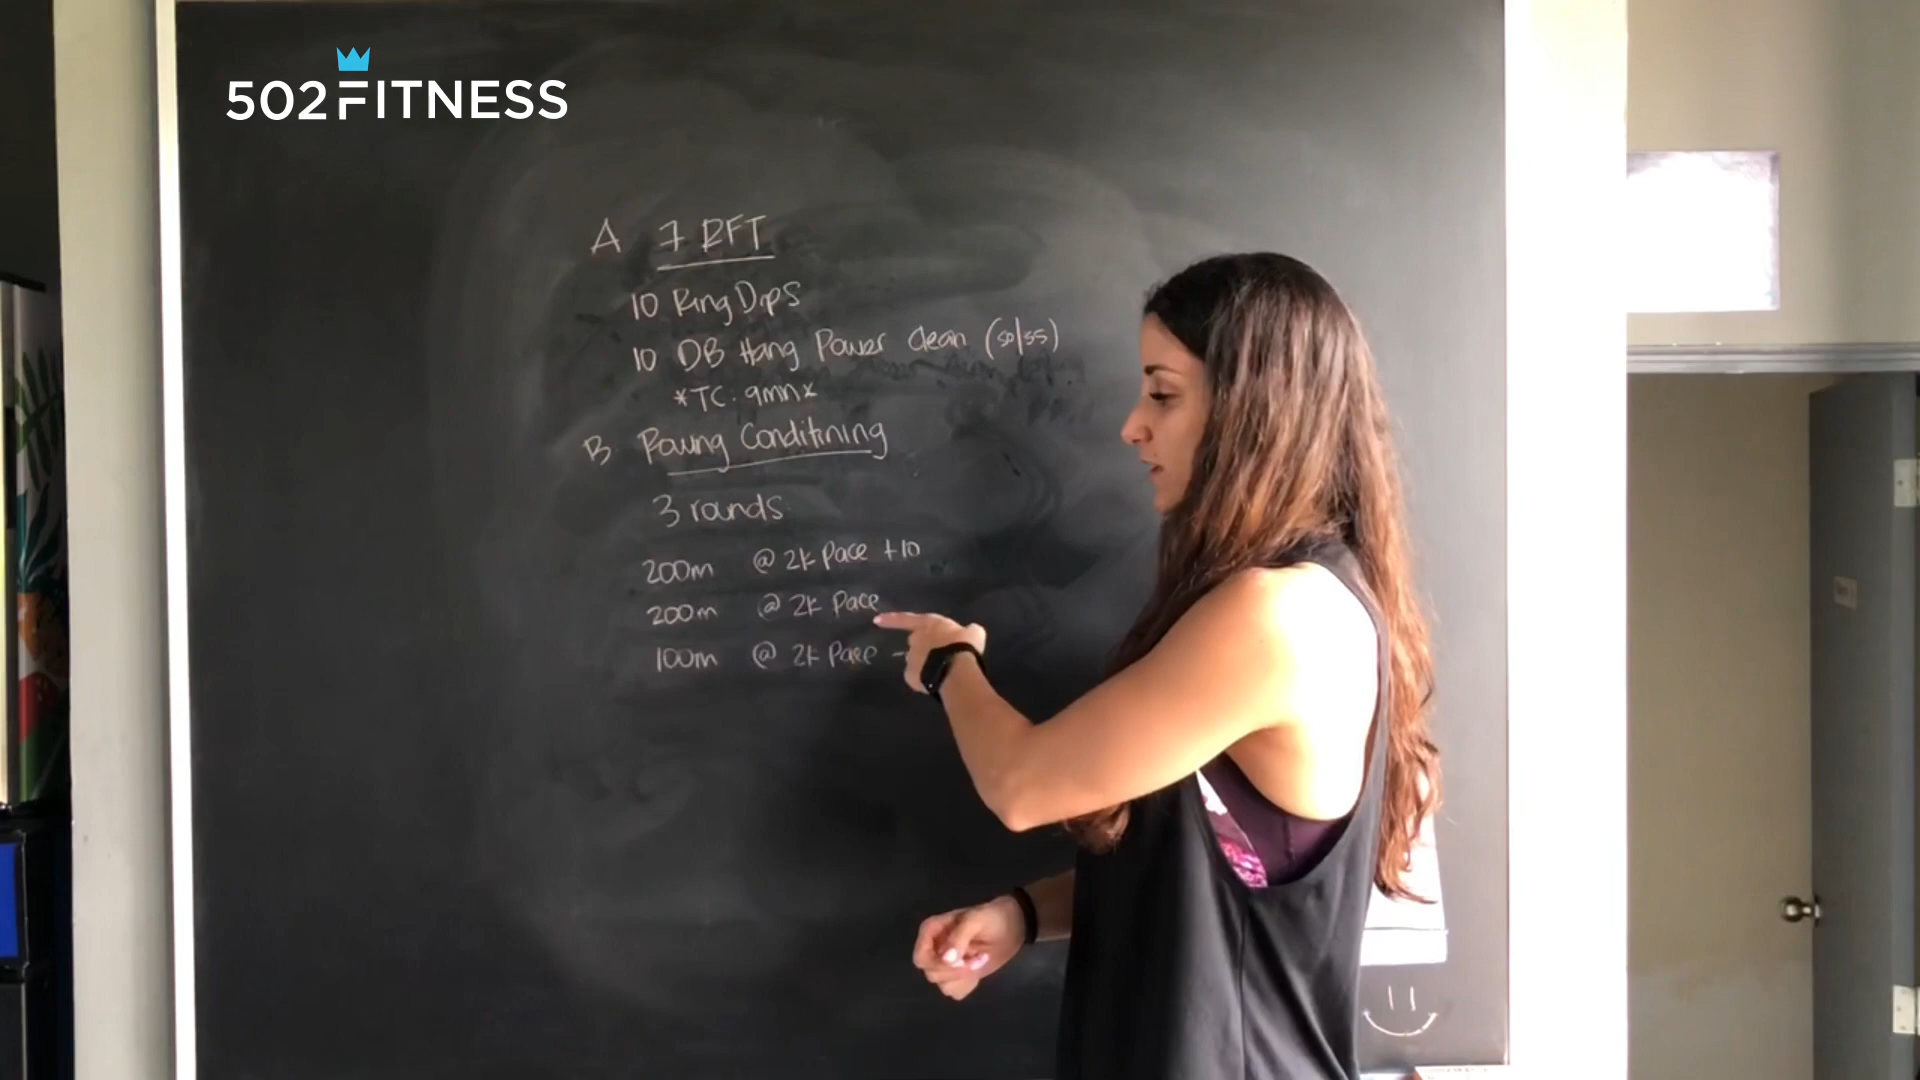 502FITNESS
A 7 RFT
10 Ring Dips
10 DB Hang Power Clean (50/35)
*TC: 9min*
B Rowing Conditioning
3 rounds
200m @ 2k Pace +10
200m @ 2k Pace
100m @ 2k Pace -